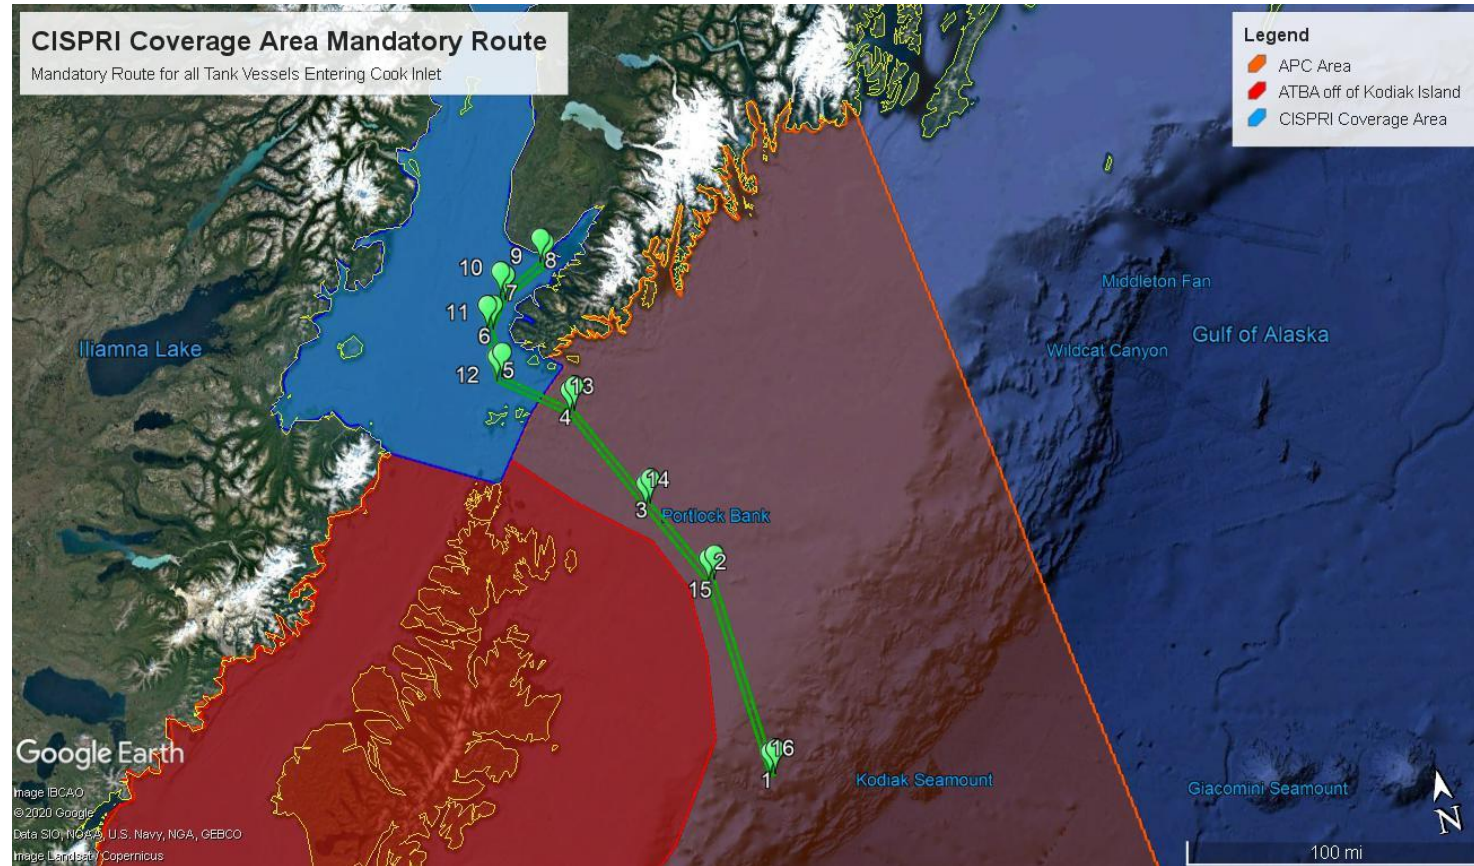 CISPRI Coverage Area Mandatory Route
Mandatory Route for all Tank Vessels Entering Cook Inlet
Legend
APC Area
ATBA off of Kodiak Island
CISPRI Coverage Area
10
9
8
7
11
6
12
5
13
4
14
3
2
15
16
1
Iliamna Lake
Middleton Fan
Gulf of Alaska
Wildcat Canyon
Portlock Bank
Kodiak Seamount
Giacomini Seamount
Google Earth
Image IBCAO
©2020 Google
Data SIO, NOAA, U.S. Navy, NGA, GEBCO
Image Landsat / Copernicus
N
100 mi